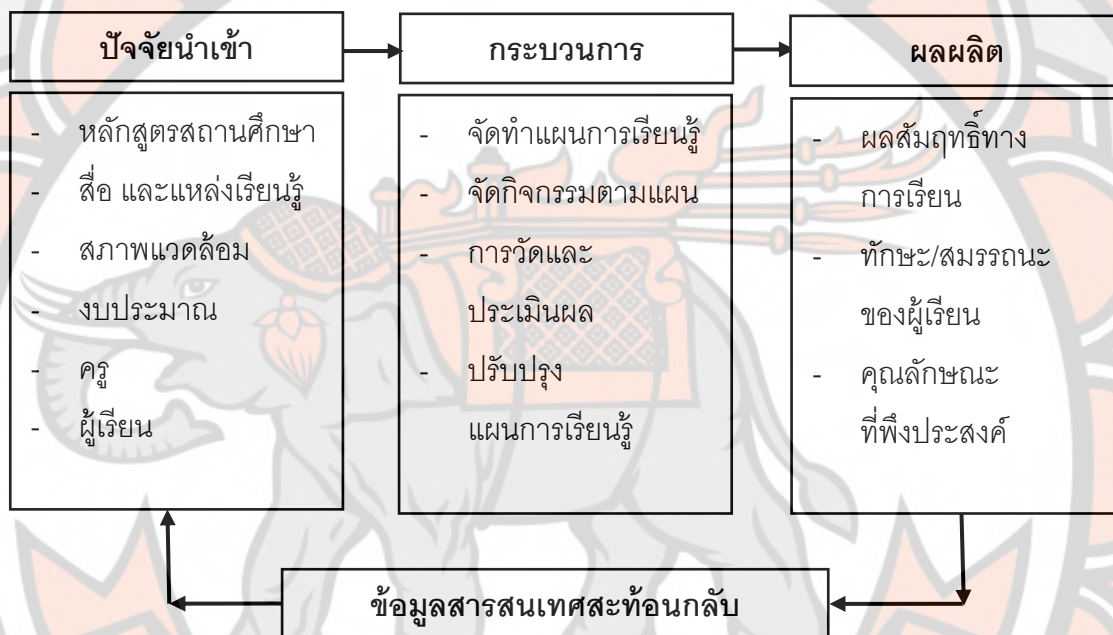 ปัจจัยนำเข้า
- หลักสูตรสถานศึกษา
- สื่อ และแหล่งเรียนรู้
- สภาพแวดล้อม
- งบประมาณ
- ครู
- ผู้เรียน
กระบวนการ
- จัดทำแผนการเรียนรู้
- จัดกิจกรรมตามแผน
- การวัดและ
ประเมินผล
- ปรับปรุง
แผนการเรียนรู้
ผลผลิต
- ผลสัมฤทธิ์ทาง
การเรียน
- ทักษะ/สมรรถนะ
ของผู้เรียน
- คุณลักษณะ
ที่พึงประสงค์
ข้อมูลสารสนเทศสะท้อนกลับ